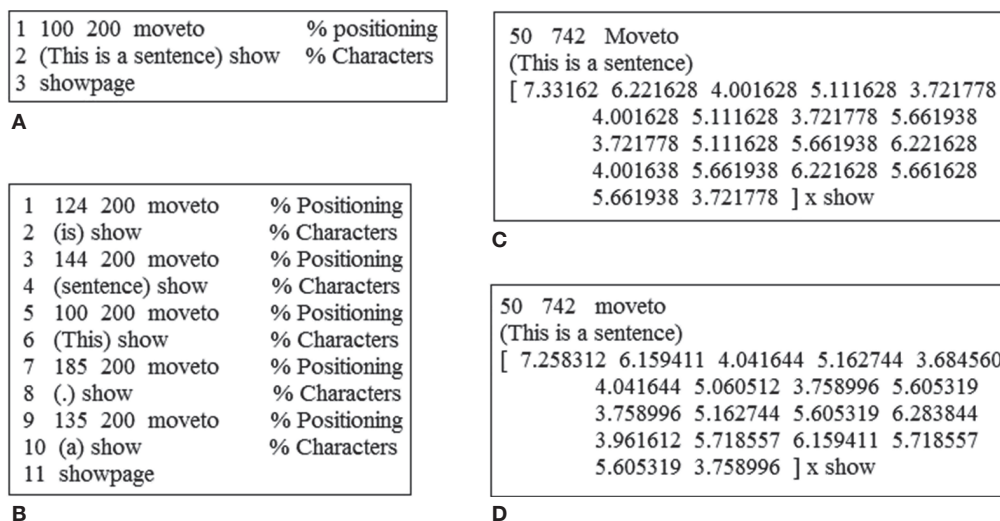 1 100 200 moveto % positioning
2 (This is a sentence) show % Characters
3 showpage
A
1 124 200 moveto % Positioning
2 (is) show % Characters
3 144 200 moveto % Positioning
4 (sentence) show % Characters
5 100 200 moveto % Positioning
6 (This) show % Characters
7 185 200 moveto % Positioning
8 (.) show % Characters
9 135 200 moveto % Positioning
10 (a) show % Characters
11 showpage
B
50 742 Moveto
(This is a sentence)
[ 7.33162 6.221628 4.001628 5.111628 3.721778
4.001628 5.111628 3.721778 5.661938
3.721778 5.111628 5.661938 6.221628
4.001638 5.661938 6.221628 5.661628
5.661938 3.721778 ] x show
C
50 742 moveto
(This is a sentence)
[ 7.258312 6.159411 4.041644 5.162744 3.684560
4.041644 5.060512 3.758996 5.605319
3.758996 5.162744 5.605319 6.283844
3.961612 5.718557 6.159411 5.718557
5.605319 3.758996 ] x show
D